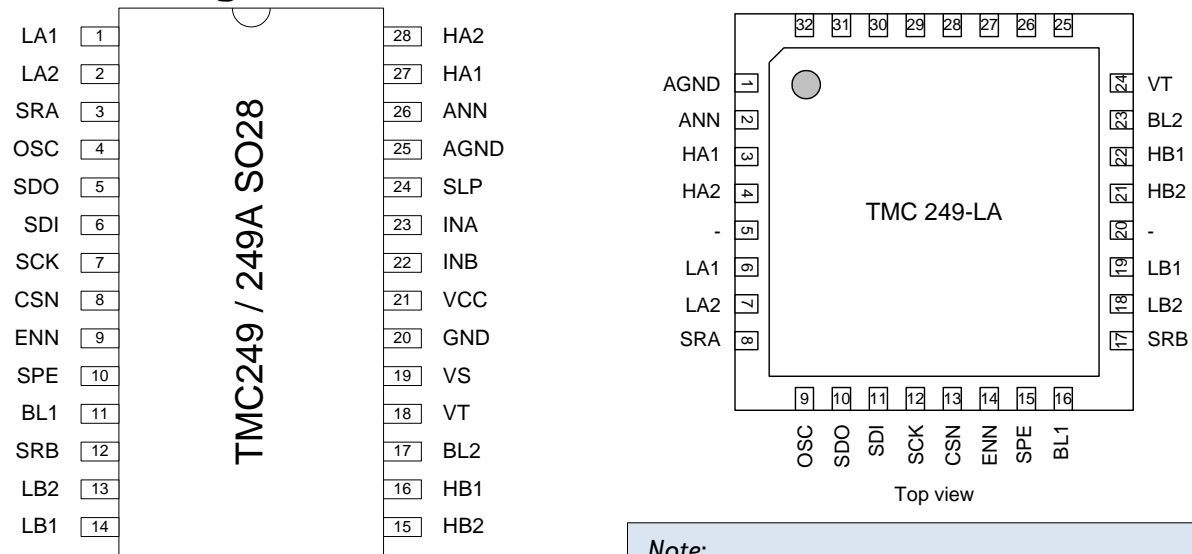 LA1 1 28 HA2
LA2 2 27 HA1
SRA 3 26 ANN
OSC 4 25 AGND
SDO 5 24 SLP
SDI 6 23 INA
SCK 7 22 INB
CSN 8 21 VCC
ENN 9 20 GND
SPE 10 19 VS
BL1 11 18 VT
SRB 12 17 BL2
LB2 13 16 HB1
LB1 14 15 HB2
TMC249 / 249A SO28
32 31 30 29 28 27 26 25
AGND 1 24 VT
ANN 2 23 BL2
HA1 3 22 HB1
HA2 4 21 HB2
- 5 20 -
LA1 6 19 LB1
LA2 7 18 LB2
SRA 8 17 SRB
TMC 249-LA
9 10 11 12 13 14 15 16
OSC SDO SDI SCK CSN ENN SPE BL1
Top view
Note: